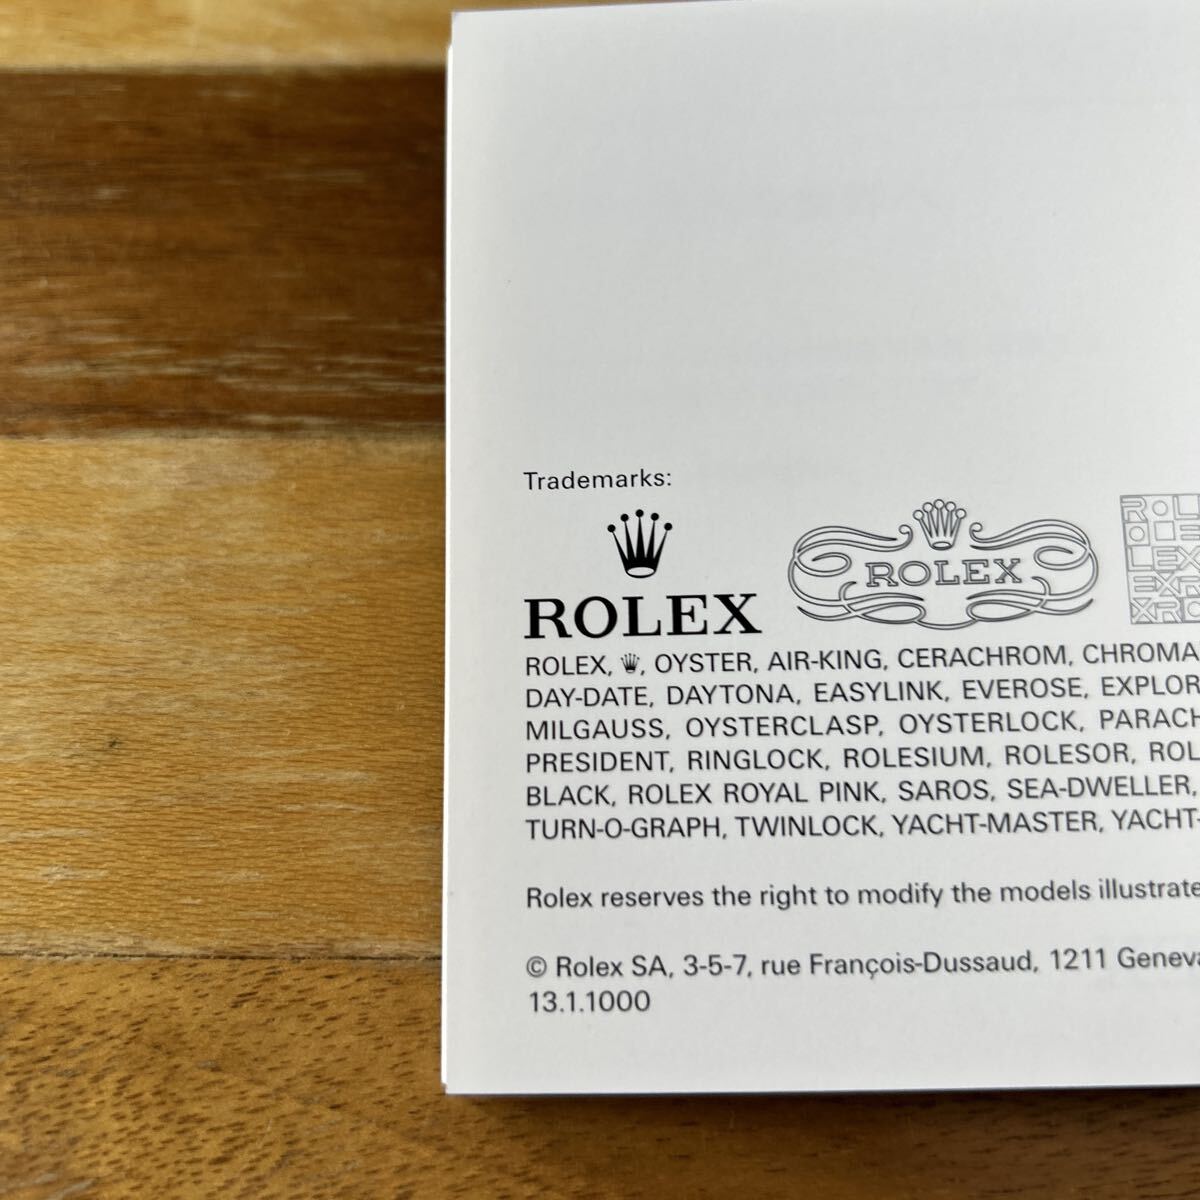 Trademarks:
ROLEX
ROLEX
ROLEX, OYSTER, AIR-KING, CERACHROM, CHROMA
DAY-DATE, DAYTONA, EASYLINK, EVEROSE, EXPLOR
MILGAUSS, OYSTERCLASP, OYSTERLOCK, PARACH
PRESIDENT, RINGLOCK, ROLESIUM, ROLESOR, ROL
BLACK, ROLEX ROYAL PINK, SAROS, SEA-DWELLER,
TURN-O-GRAPH, TWINLOCK, YACHT-MASTER, YACHT-
Rolex reserves the right to modify the models illustrate
© Rolex SA, 3-5-7, rue François-Dussaud, 1211 Geneva
13.1.1000